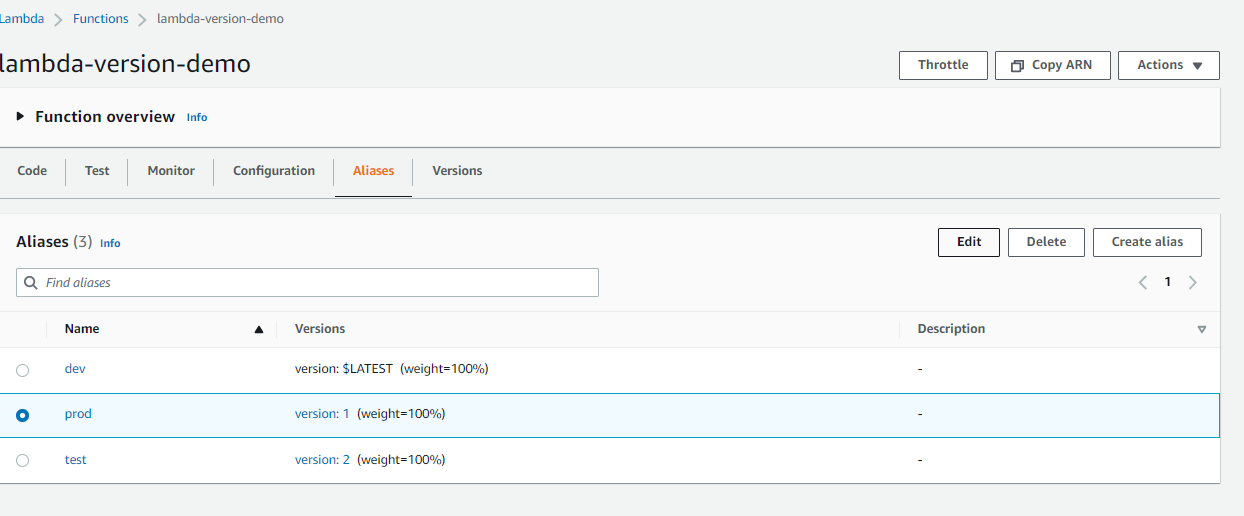 Lambda Functions lambda-version-demo
lambda-version-demo
Throttle Copy ARN Actions
Function overview Info
Code Test Monitor Configuration Aliases Versions
Aliases (3) Info
Edit Delete Create alias
Find aliases
1
Name Versions Description
dev version: $LATEST (weight=100%) -
prod version: 1 (weight=100%) -
test version: 2 (weight=100%) -